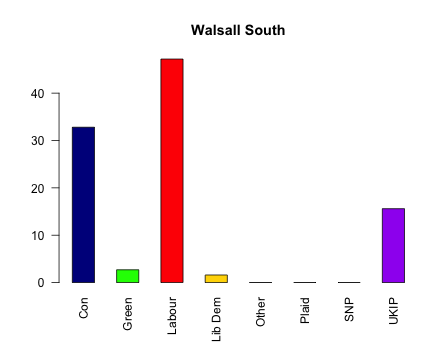 Walsall South
40
30
20
10
0
Con
Green
Labour
Lib Dem
Other
Plaid
SNP
UKIP